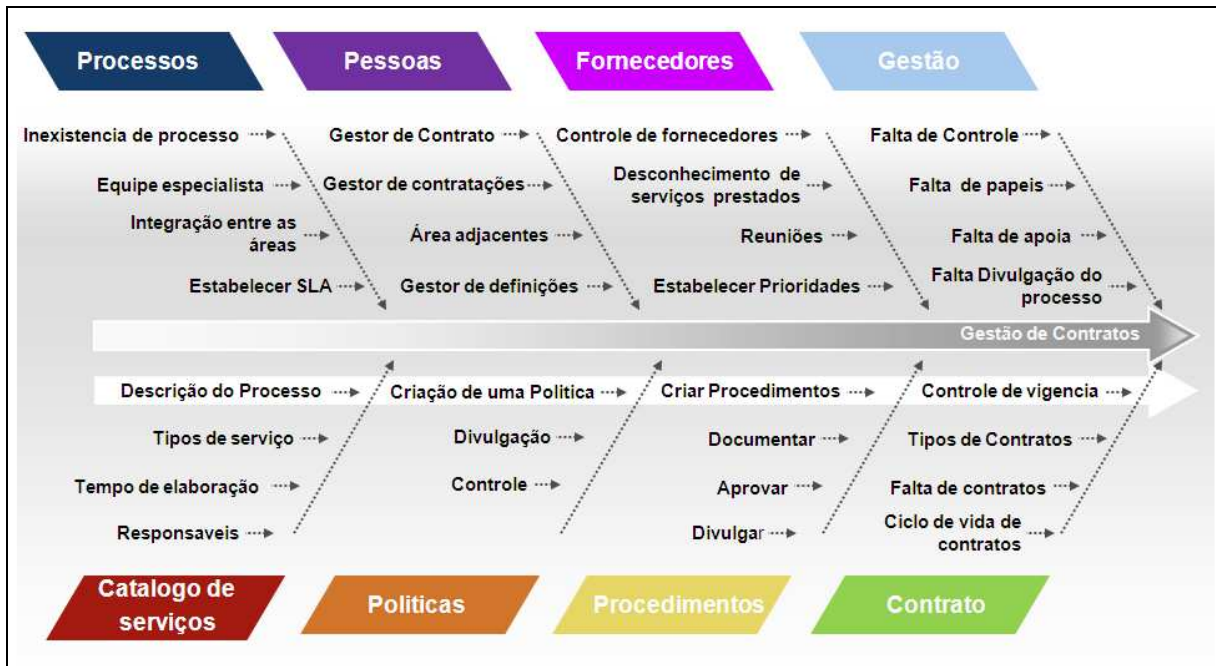 Processos
Pessoas
Fornecedores
Gestão
Inexistencia de processo
Gestor de Contrato
Controle de fornecedores
Falta de Controle
Equipe especialista
Gestor de contratações
Desconhecimento de
serviços prestados
Falta de papeis
Integração entre as
áreas
Área adjacentes
Reuniões
Falta de apoia
Estabelecer SLA
Gestor de definições
Estabelecer Prioridades
Falta Divulgação do
processo
Gestão de Contratos
Descrição do Processo
Criação de uma Politica
Criar Procedimentos
Controle de vigencia
Tipos de serviço
Divulgação
Documentar
Tipos de Contratos
Tempo de elaboração
Controle
Aprovar
Falta de contratos
Responsaveis
Divulgar
Ciclo de vida de
contratos
Catalogo de
serviços
Politicas
Procedimentos
Contrato